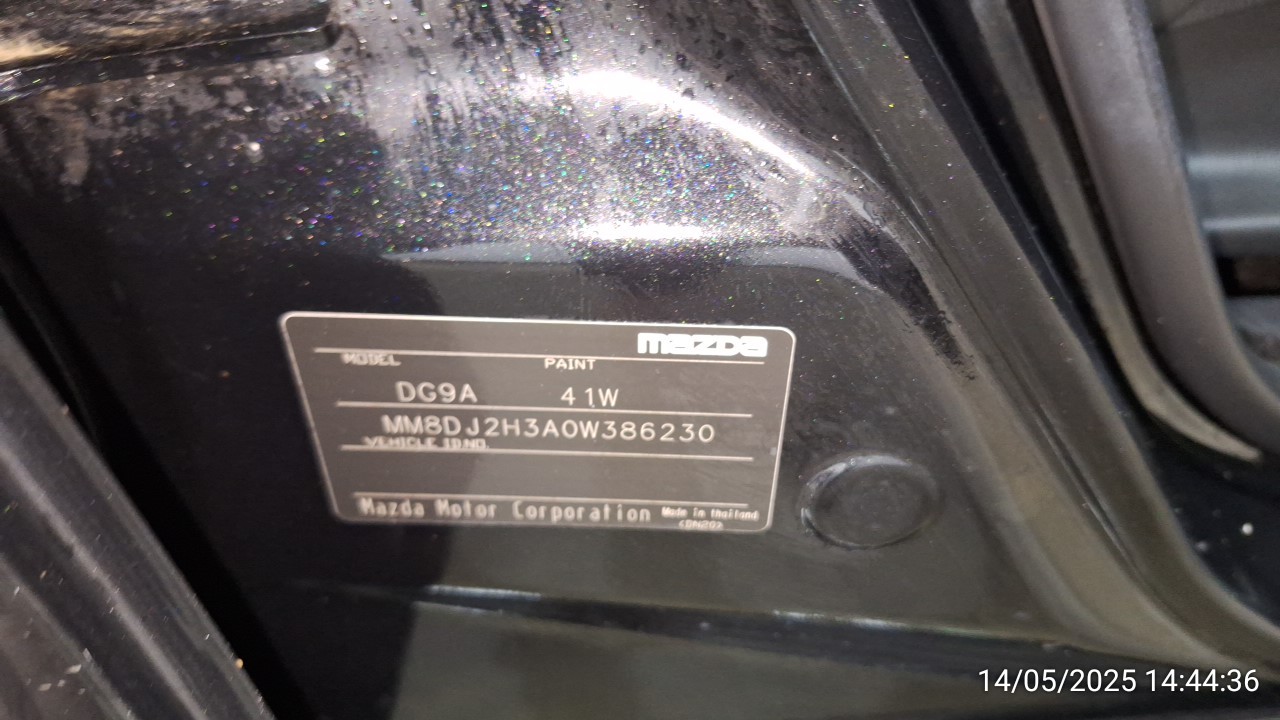 mazda
MODEL PAINT
DG9A 41W
MM8DJ2H3A0W386230
VEHICLE ID.NO.
Mazda Motor Corporation Made in thailand
<DN20>
14/05/2025 14:44:36